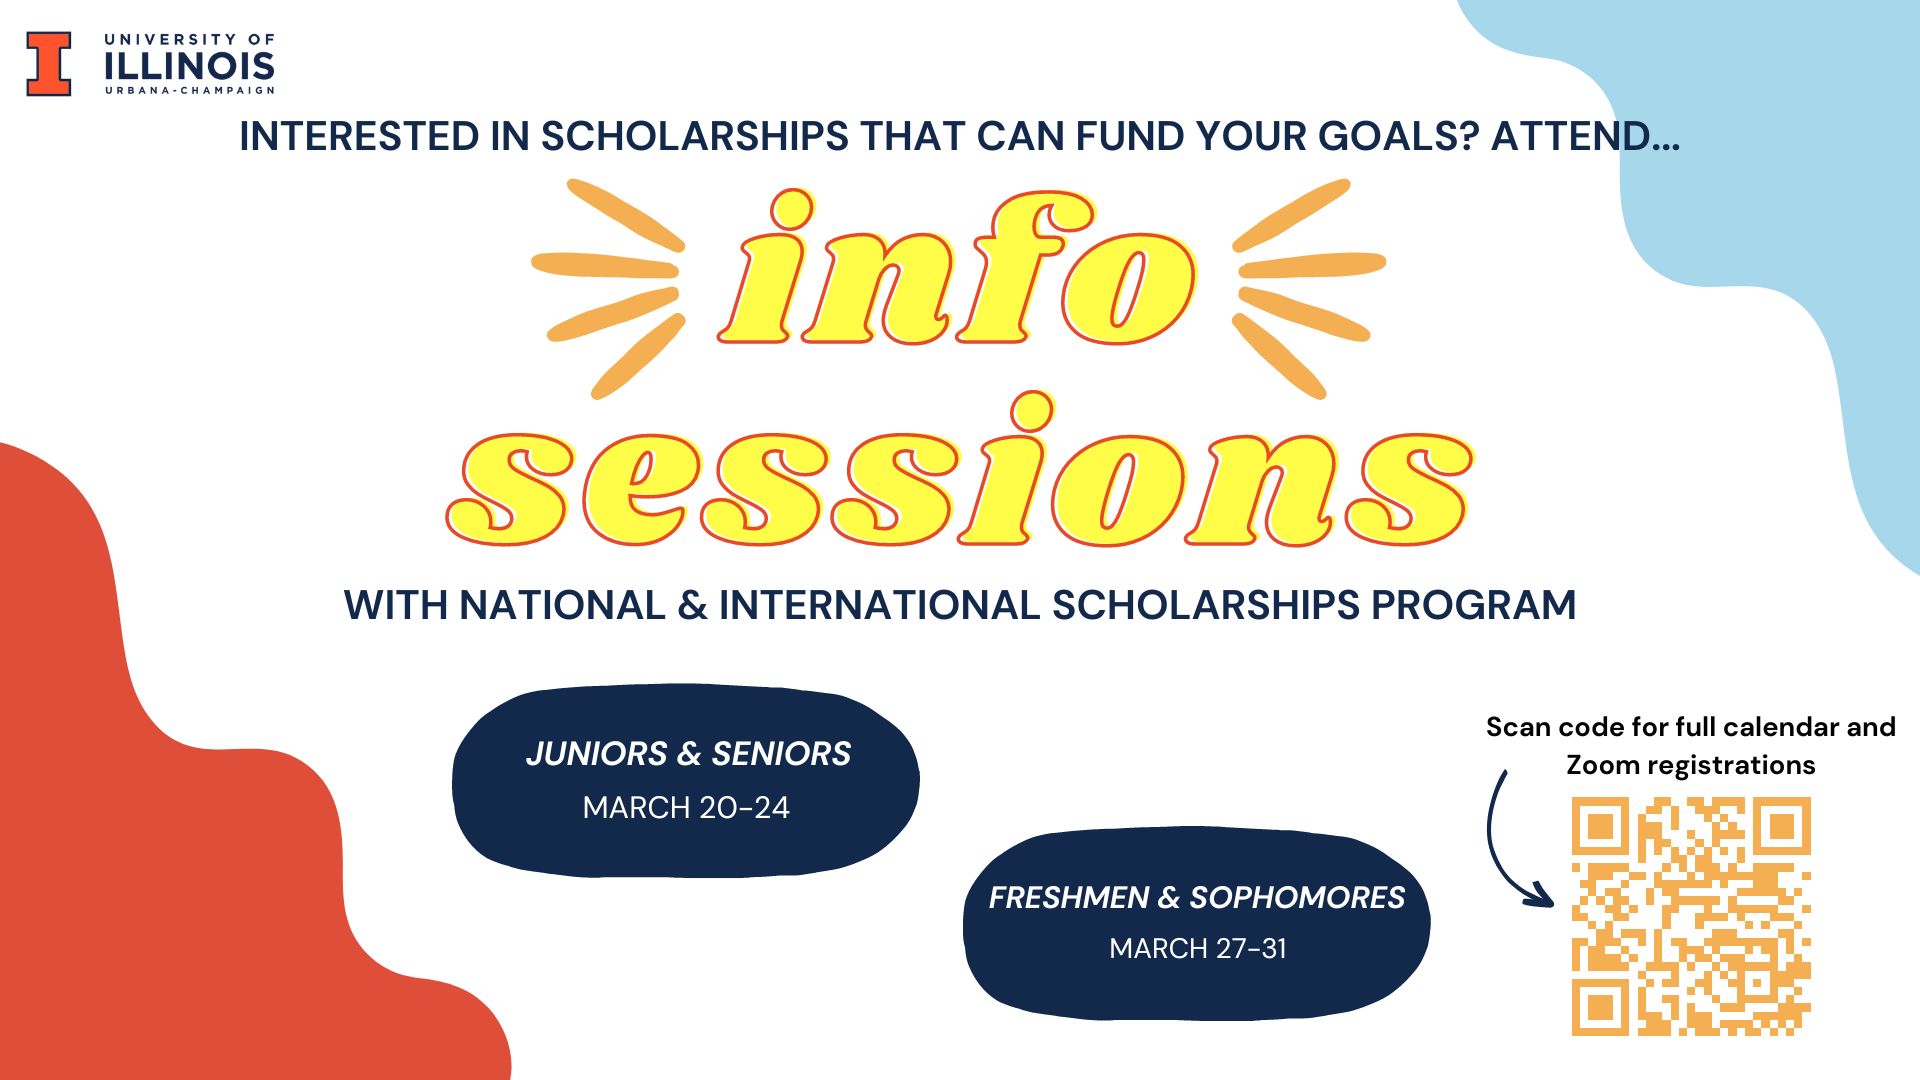 UNIVERSITY OF
ILLINOIS
URBANA-CHAMPAIGN
INTERESTED IN SCHOLARSHIPS THAT CAN FUND YOUR GOALS? ATTEND...
info
sessions
WITH NATIONAL & INTERNATIONAL SCHOLARSHIPS PROGRAM
JUNIORS & SENIORS
MARCH 20-24
FRESHMEN & SOPHOMORES
MARCH 27-31
Scan code for full calendar and
Zoom registrations